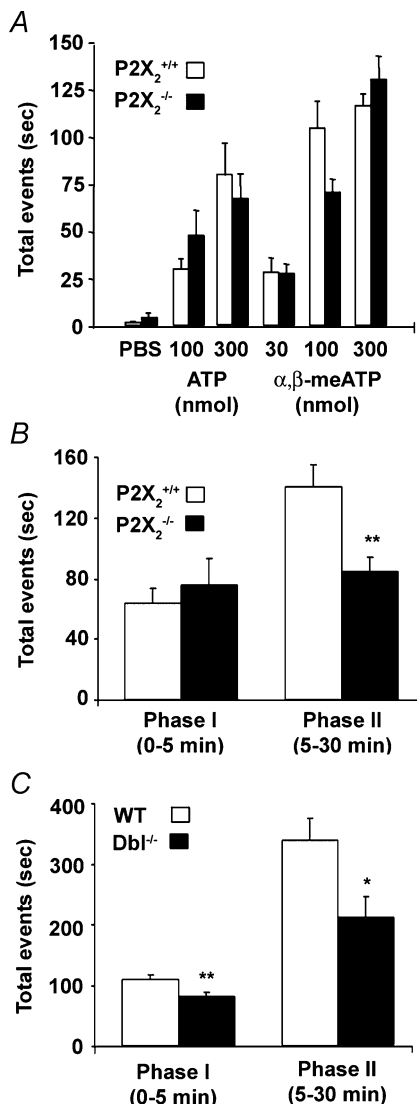 A
Total events (sec)
150
125
100
75
50
25
0
P2X₂⁺/⁺
P2X₂⁻/⁻
PBS 100 300 30 100 300
ATP α,β-meATP
(nmol) (nmol)
B
Total events (sec)
160
120
80
40
0
P2X₂⁺/⁺
P2X₂⁻/⁻
**
Phase I Phase II
(0-5 min) (5-30 min)
C
Total events (sec)
400
300
200
100
0
WT
Dbl⁻/⁻
**
*
Phase I Phase II
(0-5 min) (5-30 min)